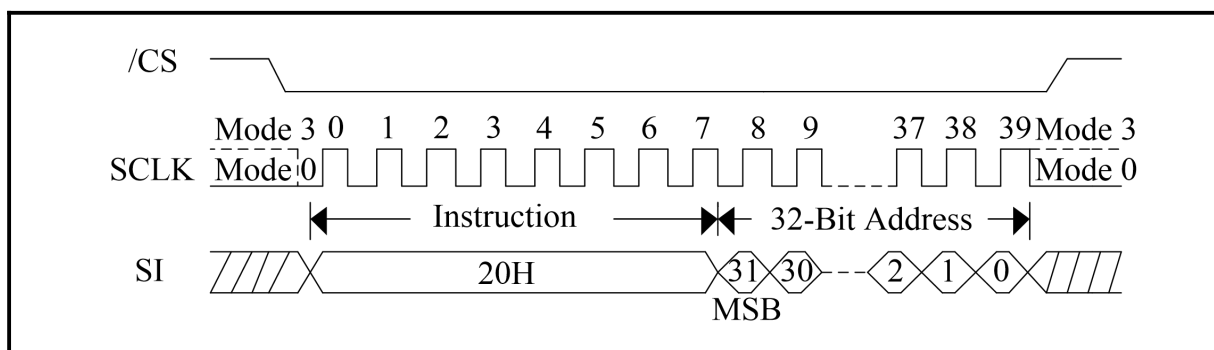 /CS
Mode 3 0 1 2 3 4 5 6 7 8 9 37 38 39 Mode 3
SCLK Mode 0 Mode 0
Instruction 32-Bit Address
SI 20H 31 30 2 1 0
MSB